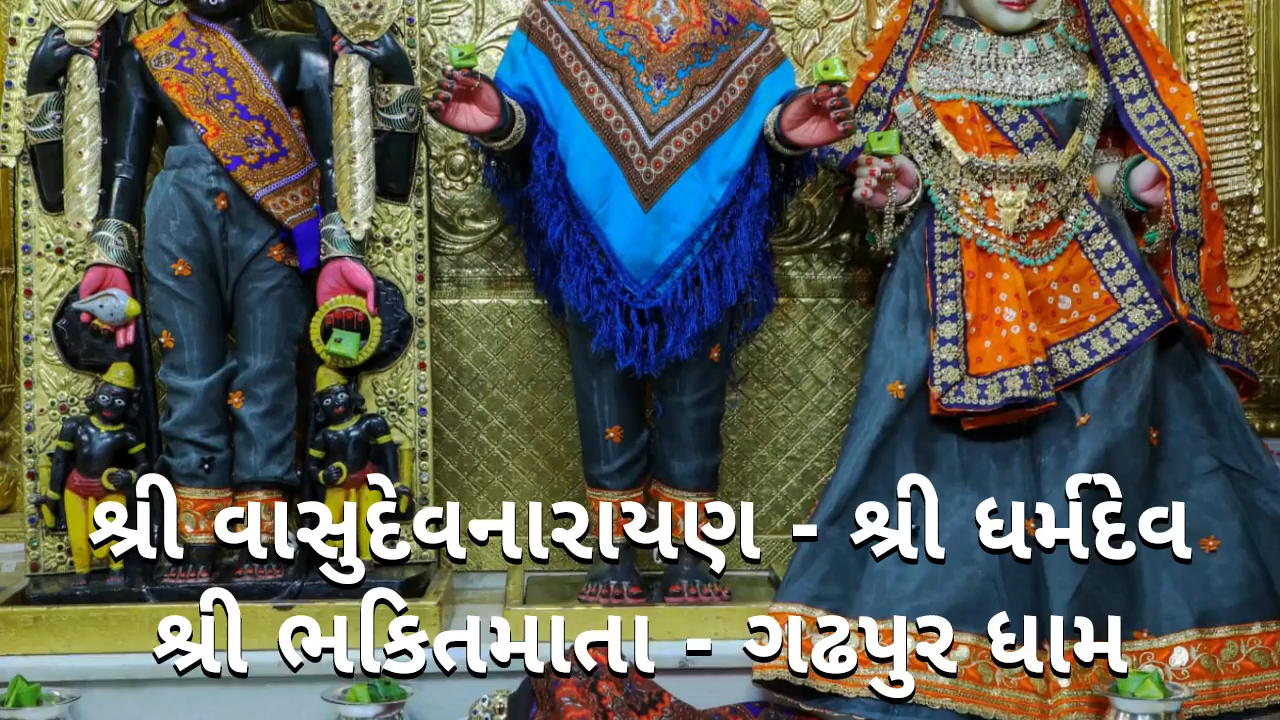 શ્રી વાસુદેવનારાયણ - શ્રી ધર્મદેવ
શ્રી ભકિતમાતા - ગઢપુર ધામ